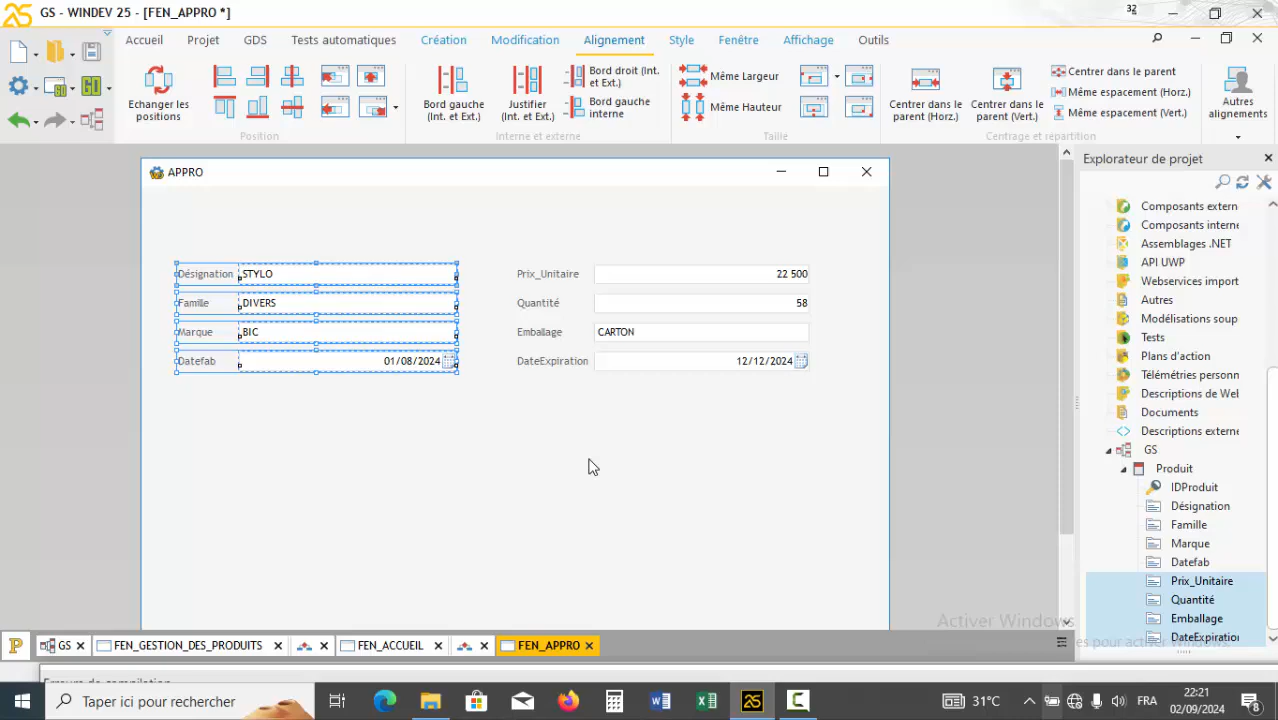 GS - WINDEV 25 - [FEN_APPRO *]
32
Accueil Projet GDS Tests automatiques Création Modification Alignement Style Fenêtre Affichage Outils
Echanger les positions
Position
Bord gauche (Int. et Ext.)
Justifier (Int. et Ext.)
Bord droit (Int. et Ext.)
Bord gauche interne
Interne et externe
Même Largeur
Même Hauteur
Taille
Centrer dans le parent (Horz.)
Centrer dans le parent (Vert.)
Centrer dans le parent
Même espacement (Horz.)
Même espacement (Vert.)
Centrage et répartition
Autres alignements
APPRO
Désignation STYLO
Prix_Unitaire 22 500
Famille DIVERS
Quantité 58
Marque BIC
Emballage CARTON
Datefab 01/08/2024
DateExpiration 12/12/2024
Explorateur de projet
Composants extern
Composants interne
Assemblages .NET
API UWP
Webservices import
Autres
Modélisations soup
Tests
Plans d'action
Télémétries personn
Descriptions de Wel
Documents
Descriptions externe
GS
Produit
IDProduit
Désignation
Famille
Marque
Datefab
Prix_Unitaire
Quantité
Emballage
DateExpiration
Activer Windows
es pour activer Windows.
GS FEN_GESTION_DES_PRODUITS FEN_ACCUEIL FEN_APPRO
Taper ici pour rechercher
31°C
FRA
22:21
02/09/2024
8